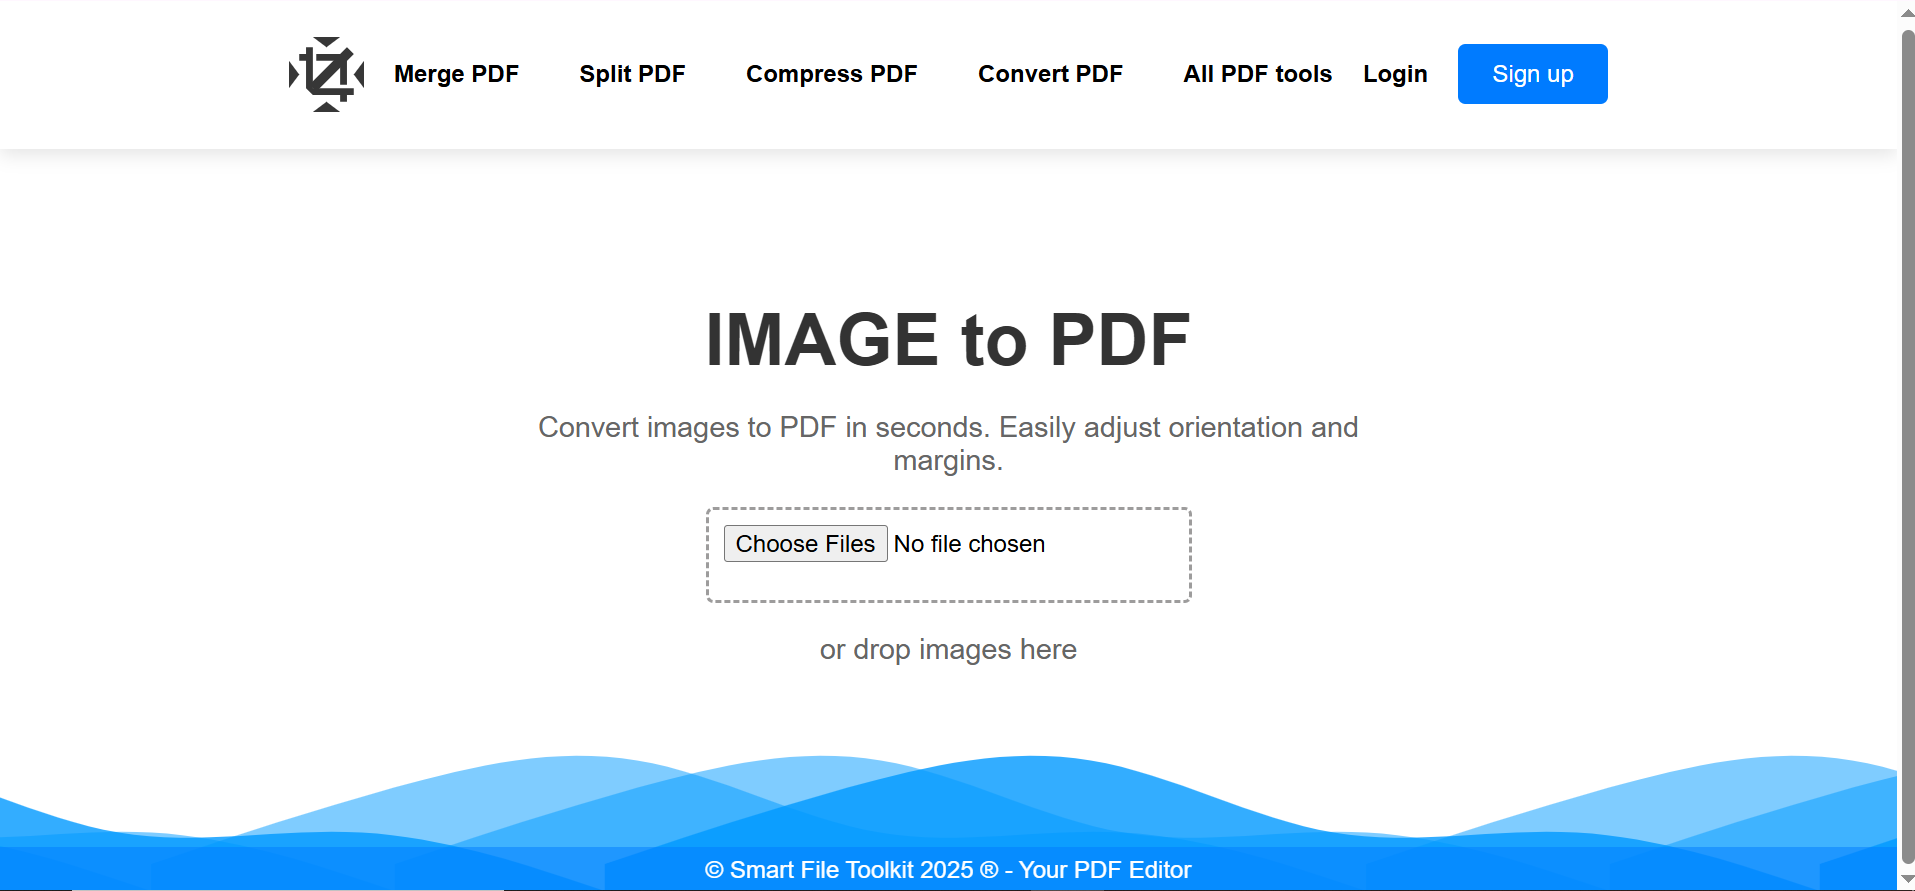 Merge PDF Split PDF Compress PDF Convert PDF All PDF tools Login Sign up
IMAGE to PDF
Convert images to PDF in seconds. Easily adjust orientation and
margins.
Choose Files No file chosen
or drop images here
© Smart File Toolkit 2025 ® - Your PDF Editor